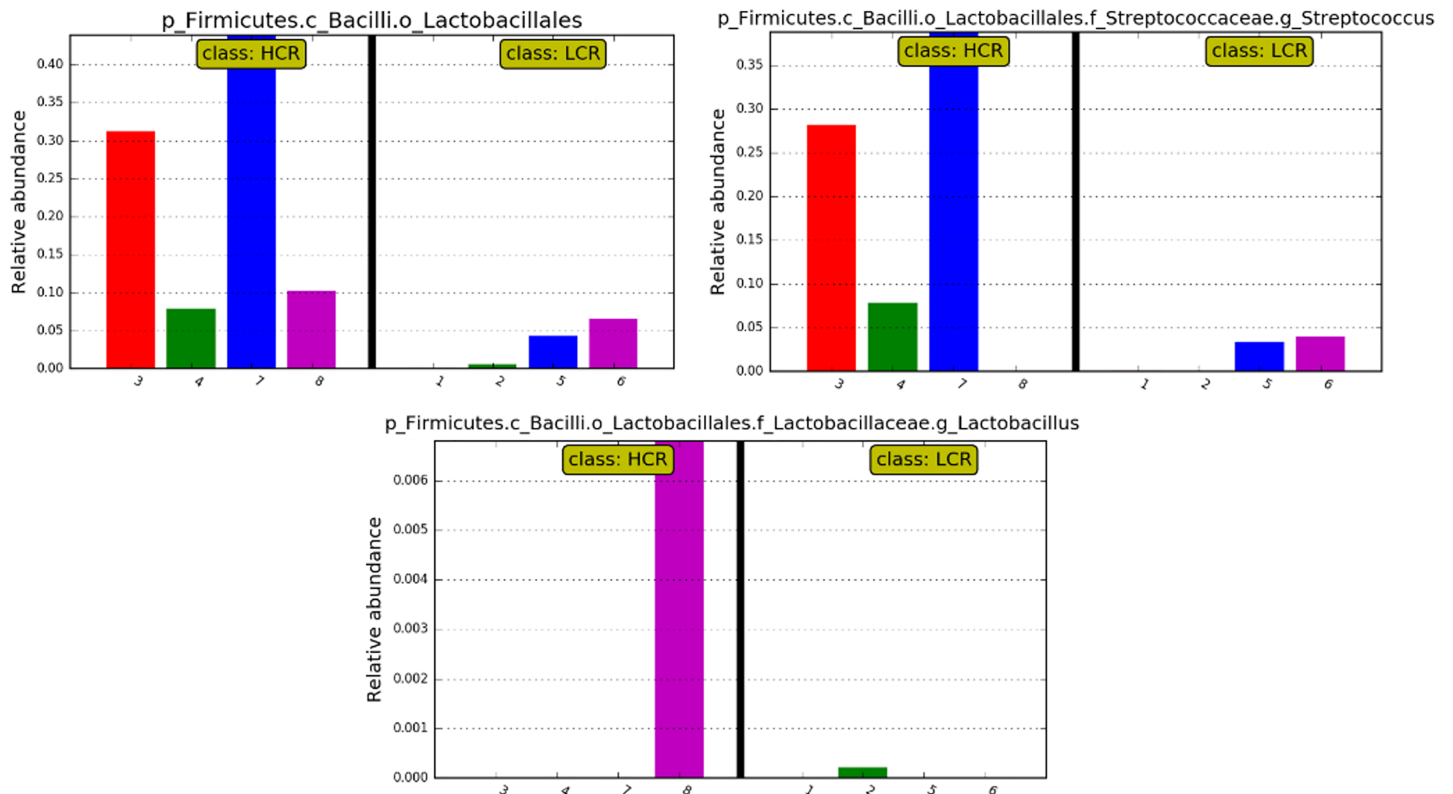 p_Firmicutes.c_Bacilli.o_Lactobacillales
class: HCR
class: LCR
Relative abundance
0.40
0.35
0.30
0.25
0.20
0.15
0.10
0.05
0.00
3 4 7 8 1 2 5 6
p_Firmicutes.c_Bacilli.o_Lactobacillales.f_Streptococcaceae.g_Streptococcus
class: HCR
class: LCR
Relative abundance
0.35
0.30
0.25
0.20
0.15
0.10
0.05
0.00
3 4 7 8 1 2 5 6
p_Firmicutes.c_Bacilli.o_Lactobacillales.f_Lactobacillaceae.g_Lactobacillus
class: HCR
class: LCR
Relative abundance
0.006
0.005
0.004
0.003
0.002
0.001
0.000
3 4 7 8 1 2 5 6